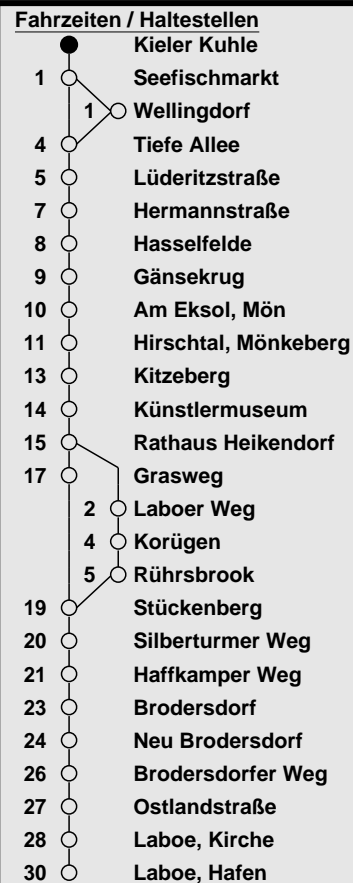 Fahrzeiten / Haltestellen
Kieler Kuhle
1 Seefischmarkt
1 Wellingdorf
4 Tiefe Allee
5 Lüderitzstraße
7 Hermannstraße
8 Hasselfelde
9 Gänsekrug
10 Am Eksol, Mön
11 Hirschtal, Mönkeberg
13 Kitzeberg
14 Künstlermuseum
15 Rathaus Heikendorf
17 Grasweg
2 Laboer Weg
4 Korügen
5 Rührsbrook
19 Stückenberg
20 Silberturmer Weg
21 Haffkamper Weg
23 Brodersdorf
24 Neu Brodersdorf
26 Brodersdorfer Weg
27 Ostlandstraße
28 Laboe, Kirche
30 Laboe, Hafen